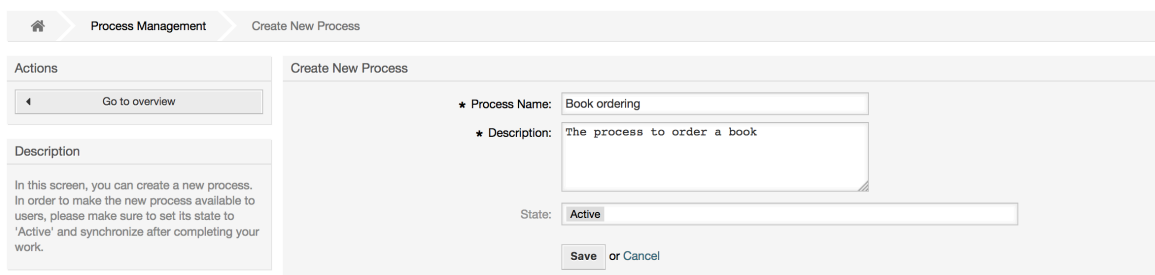 Process Management Create New Process
Actions
Go to overview
Description
In this screen, you can create a new process.
In order to make the new process available to
users, please make sure to set its state to
'Active' and synchronize after completing your
work.
Create New Process
* Process Name: Book ordering
* Description: The process to order a book
State: Active
Save or Cancel